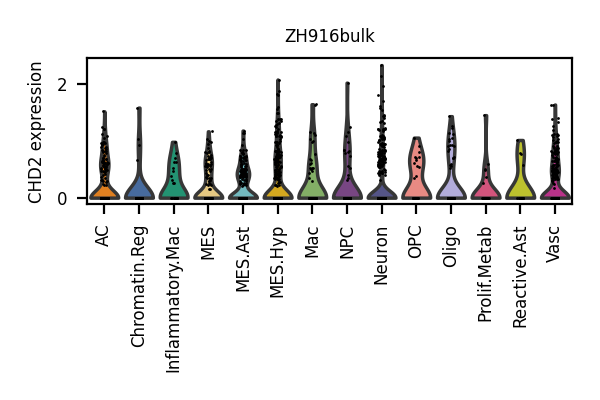 ZH916bulk
CHD2 expression
2
0
AC
Chromatin.Reg
Inflammatory.Mac
MES
MES.Ast
MES.Hyp
Mac
NPC
Neuron
OPC
Oligo
Prolif.Metab
Reactive.Ast
Vasc